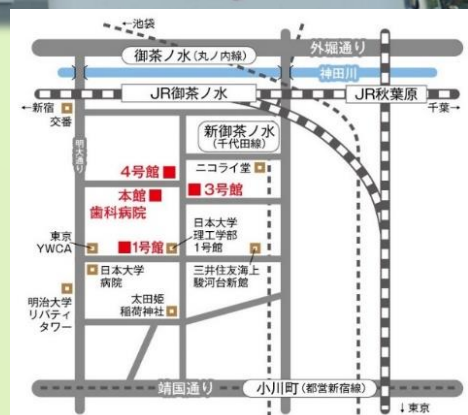 ←池袋
外堀通り
御茶ノ水(丸ノ内線)
神田川
JR御茶ノ水
JR秋葉原
←新宿
千葉→
交番
明大通り
新御茶ノ水
(千代田線)
4号館
ニコライ堂
本館
3号館
歯科病院
東京
YWCA
1号館
日本大学
理工学部
1号館
日本大学
病院
三井住友海上
駿河台新館
明治大学
リバティ
タワー
太田姫
稲荷神社
靖国通り
小川町(都営新宿線)
↓東京